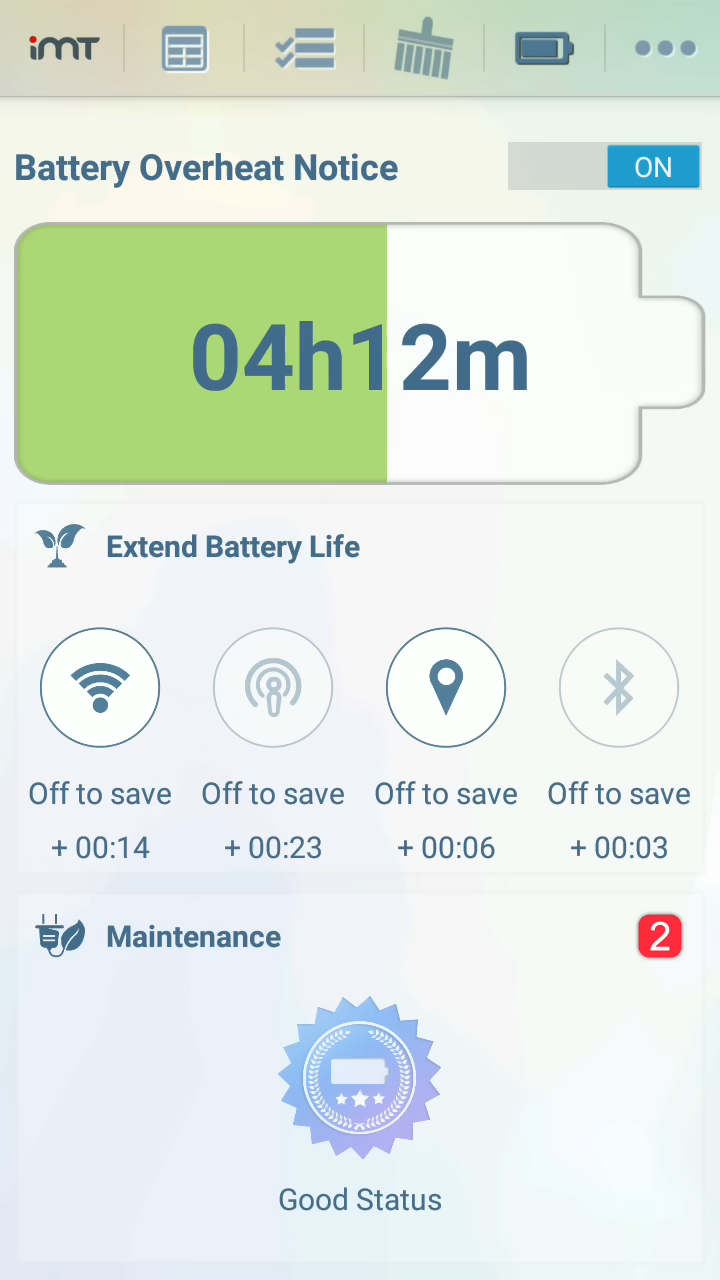 iMT
Battery Overheat Notice ON
04h12m
Extend Battery Life
Off to save Off to save Off to save Off to save
+ 00:14 + 00:23 + 00:06 + 00:03
Maintenance 2
Good Status